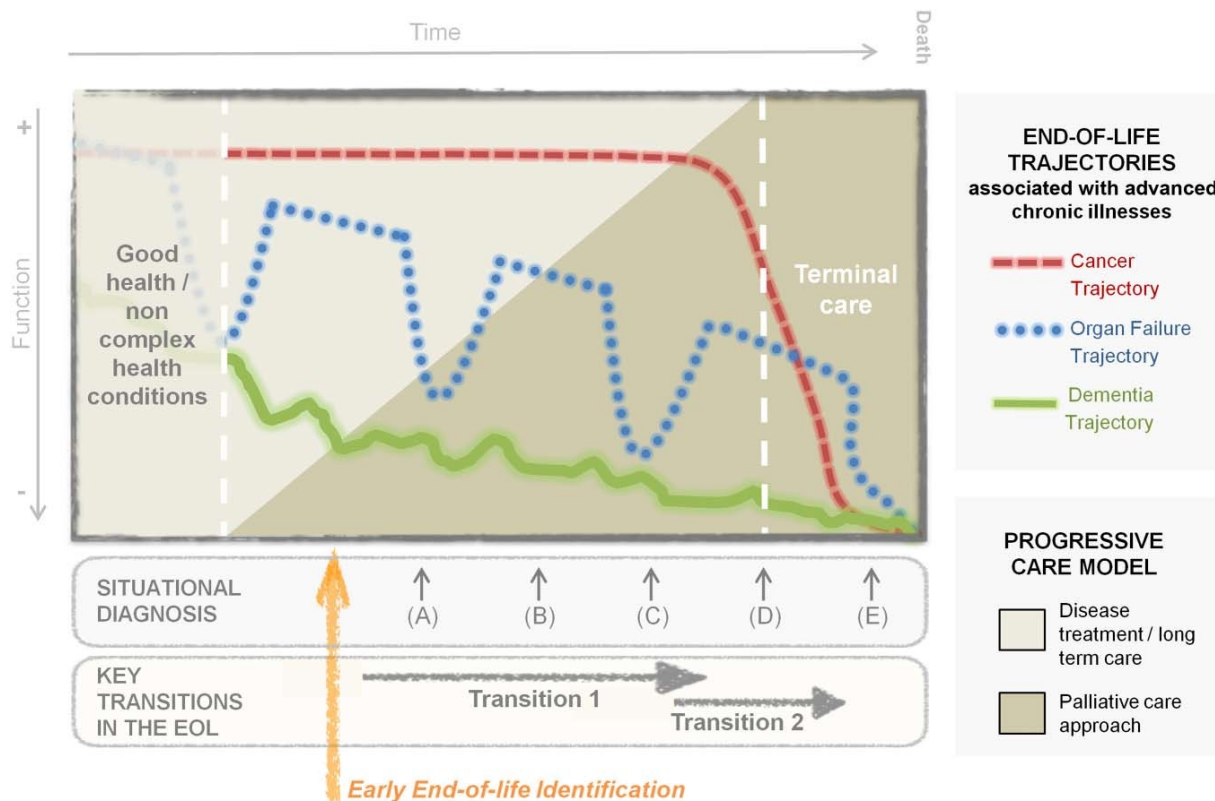 Time
Death
+
Function
-
Good
health /
non
complex
health
conditions
Terminal
care
END-OF-LIFE
TRAJECTORIES
associated with advanced
chronic illnesses
Cancer
Trajectory
Organ Failure
Trajectory
Dementia
Trajectory
SITUATIONAL
DIAGNOSIS
(A)
(B)
(C)
(D)
(E)
KEY
TRANSITIONS
IN THE EOL
Transition 1
Transition 2
Early End-of-life Identification
PROGRESSIVE
CARE MODEL
Disease
treatment / long
term care
Palliative care
approach